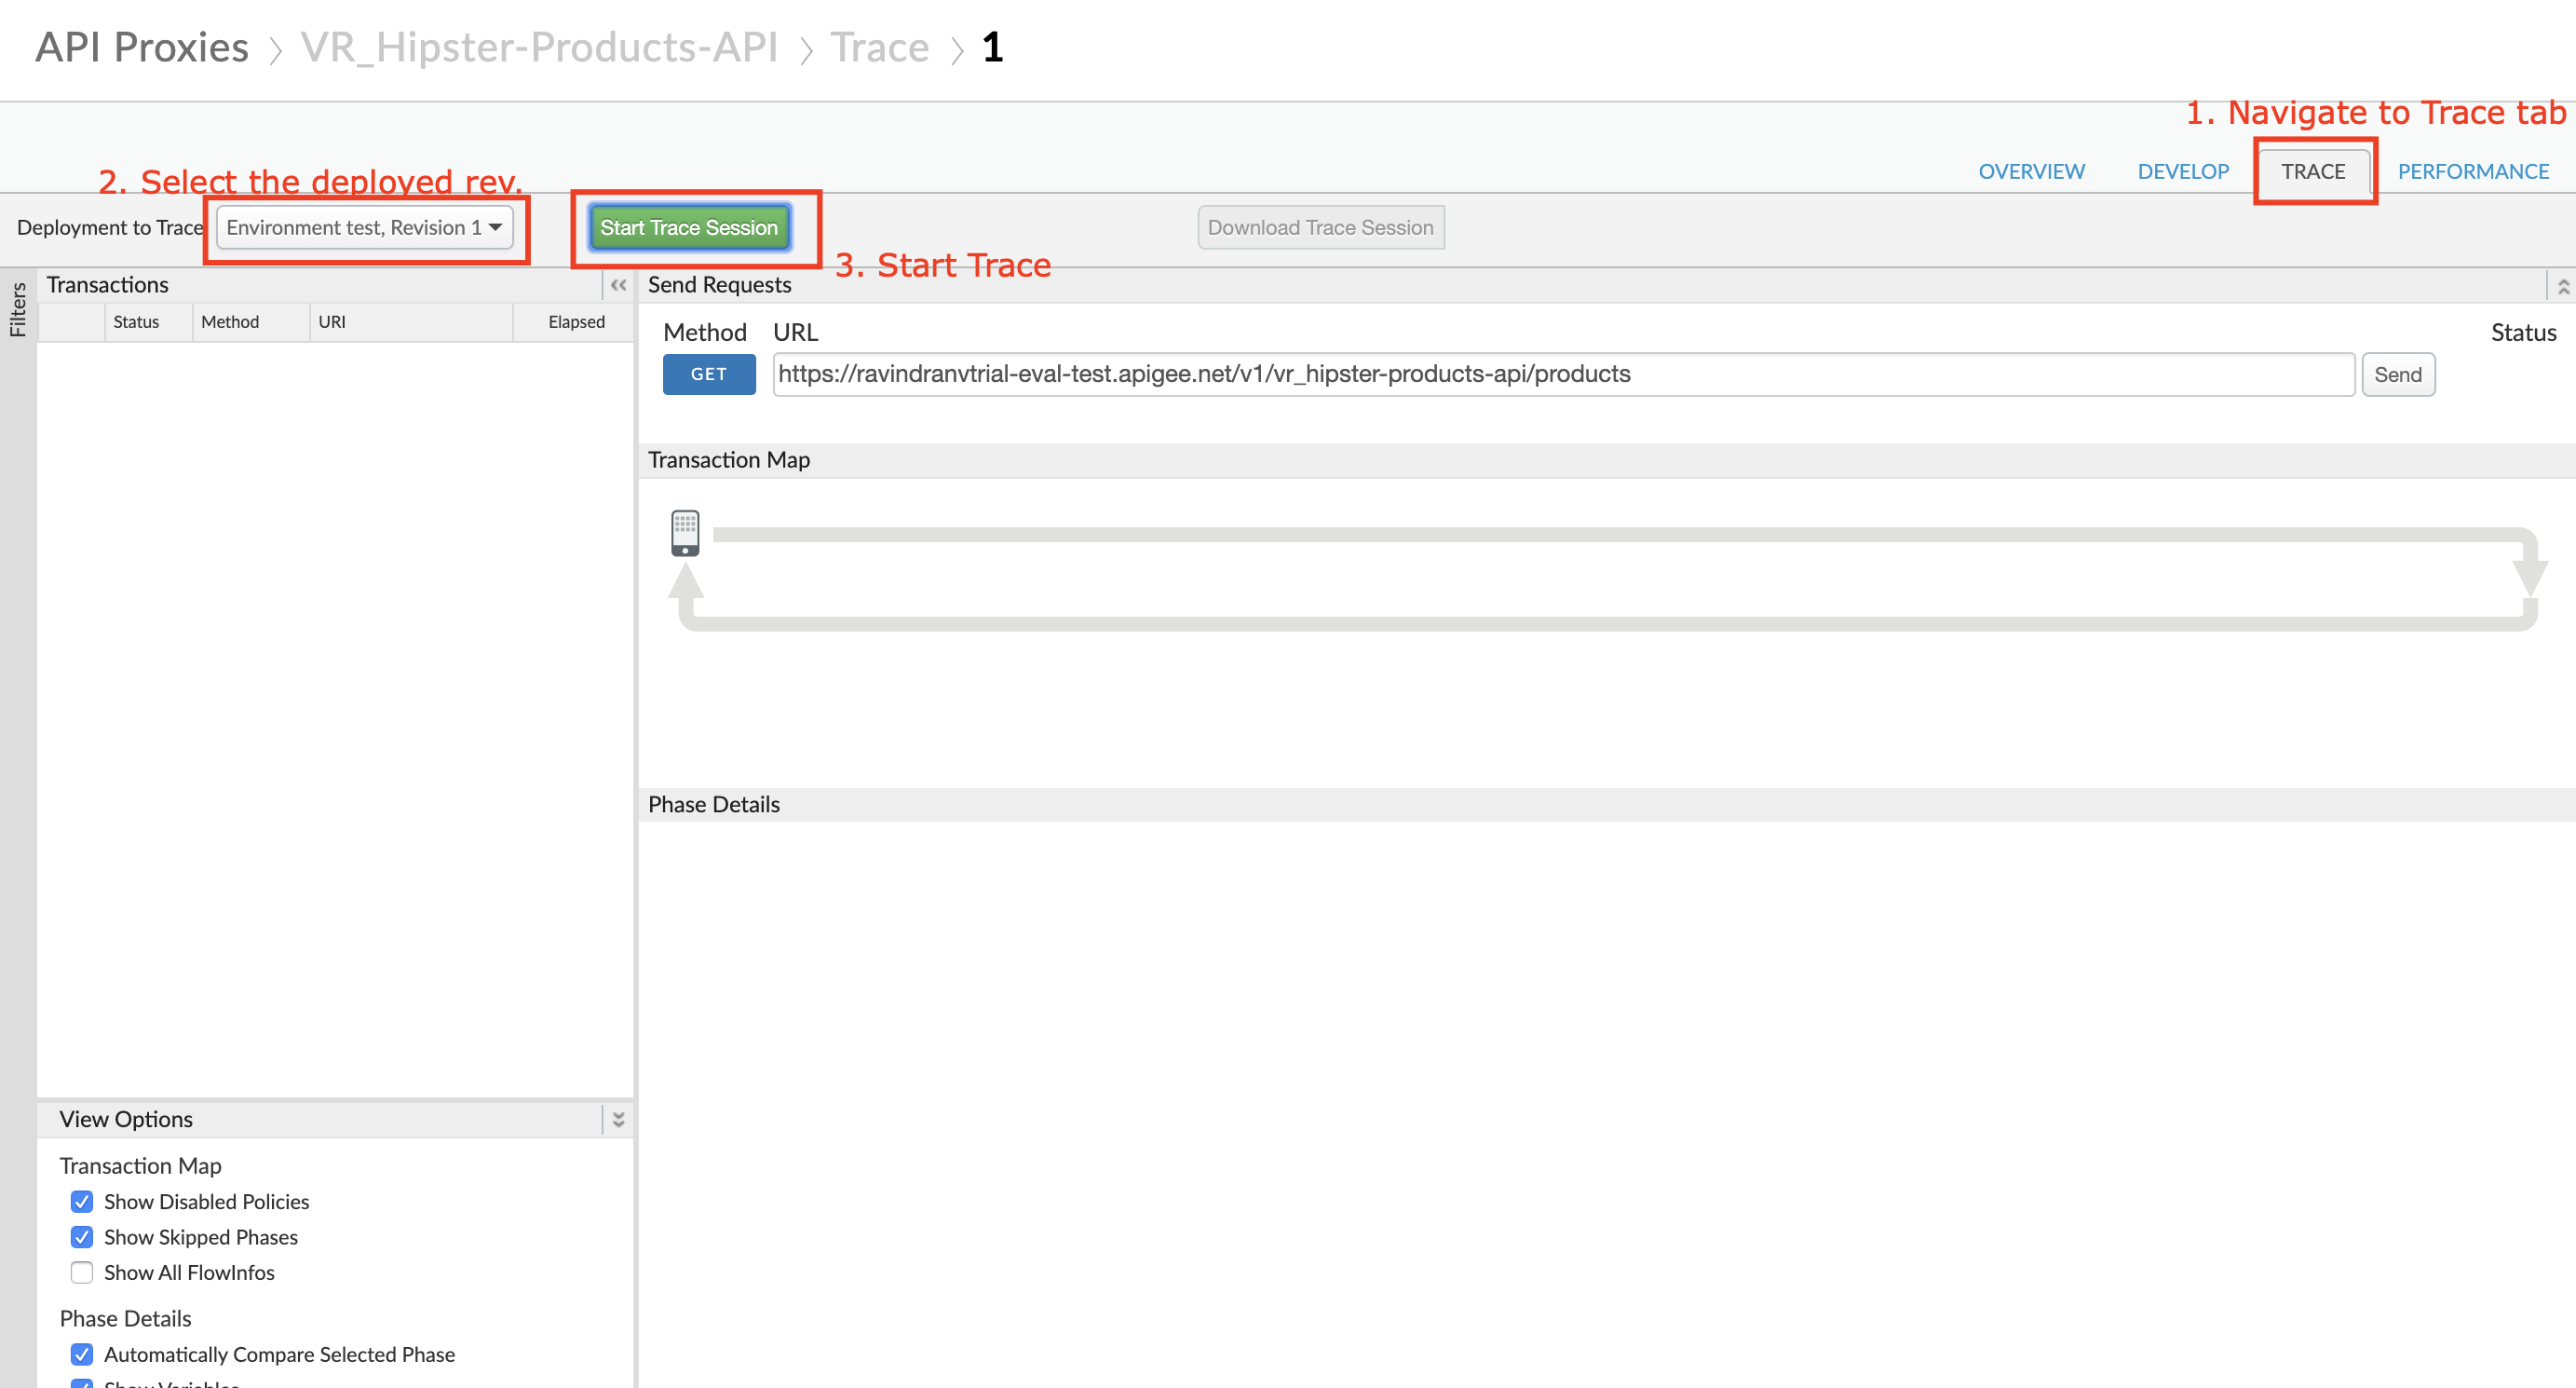 API Proxies > VR_Hipster-Products-API > Trace > 1
1. Navigate to Trace tab
OVERVIEW DEVELOP TRACE PERFORMANCE
2. Select the deployed rev.
Deployment to Trace Environment test, Revision 1 Start Trace Session Download Trace Session
3. Start Trace
Filters
Transactions
Status Method URI Elapsed
Send Requests
Method URL Status
GET https://ravindranvtrial-eval-test.apigee.net/v1/vr_hipster-products-api/products Send
Transaction Map
Phase Details
View Options
Transaction Map
Show Disabled Policies
Show Skipped Phases
Show All FlowInfos
Phase Details
Automatically Compare Selected Phase
Show Variables